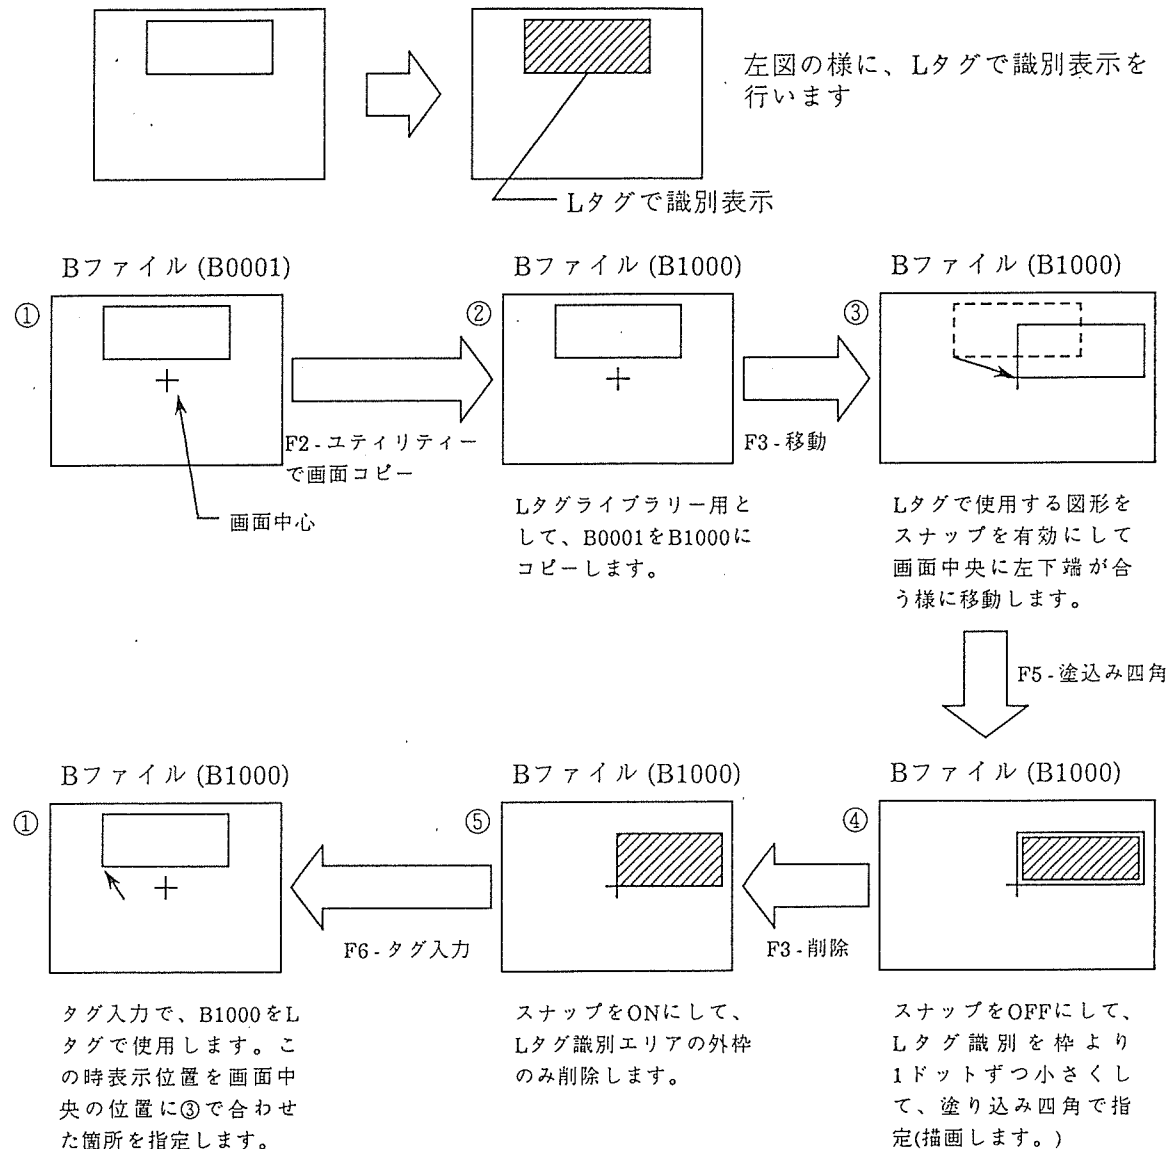 左図の様に、Lタグで識別表示を
行います
Lタグで識別表示
Bファイル(B0001)
Bファイル(B1000)
Bファイル(B1000)
①
②
③
F2-ユティリティー
で画面コピー
F3-移動
画面中心
Lタグライブラリー用と
して、B0001をB1000に
コピーします。
Lタグで使用する図形を
スナップを有効にして
画面中央に左下端が合
う様に移動します。
F5-塗込み四角
Bファイル(B1000)
Bファイル(B1000)
Bファイル(B1000)
①
⑤
④
F6-タグ入力
F3-削除
タグ入力で、B1000をL
タグで使用します。こ
の時表示位置を画面中
央の位置に③で合わせ
た箇所を指定します。
スナップをONにして、
Lタグ識別エリアの外枠
のみ削除します。
スナップをOFFにして、
Lタグ識別を枠より
1ドットずつ小さくし
て、塗り込み四角で指
定(描画します。)